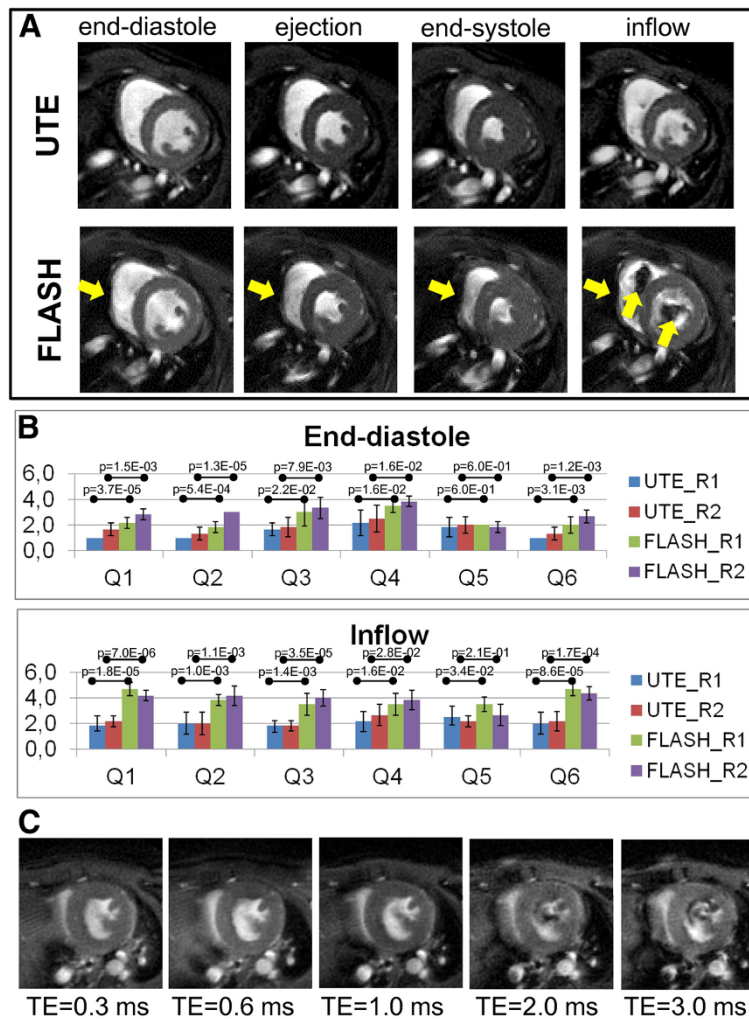 A
end-diastole ejection end-systole inflow
UTE
FLASH
B
End-diastole
6,0
4,0
2,0
0,0
p=1.5E-03 p=1.3E-05 p=7.9E-03 p=1.6E-02 p=6.0E-01 p=1.2E-03
p=3.7E-05 p=5.4E-04 p=2.2E-02 p=1.6E-02 p=6.0E-01 p=3.1E-03
Q1 Q2 Q3 Q4 Q5 Q6
UTE_R1
UTE_R2
FLASH_R1
FLASH_R2
Inflow
6,0
4,0
2,0
0,0
p=7.0E-06 p=1.1E-03 p=3.5E-05 p=2.8E-02 p=2.1E-01 p=1.7E-04
p=1.8E-05 p=1.0E-03 p=1.4E-03 p=1.6E-02 p=3.4E-02 p=8.6E-05
Q1 Q2 Q3 Q4 Q5 Q6
UTE_R1
UTE_R2
FLASH_R1
FLASH_R2
C
TE=0.3 ms TE=0.6 ms TE=1.0 ms TE=2.0 ms TE=3.0 ms